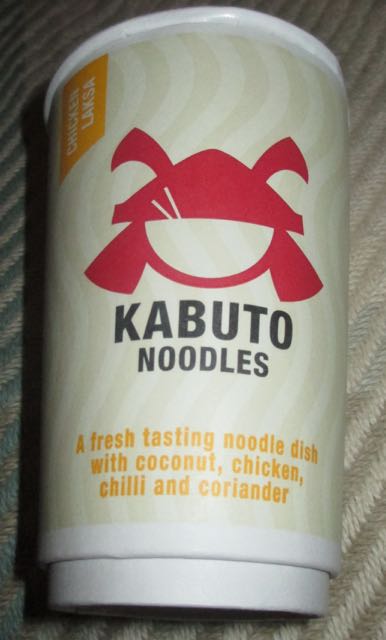 CHICKEN
LAKSA
KABUTO
NOODLES
A fresh tasting noodle dish
with coconut, chicken,
chilli and coriander